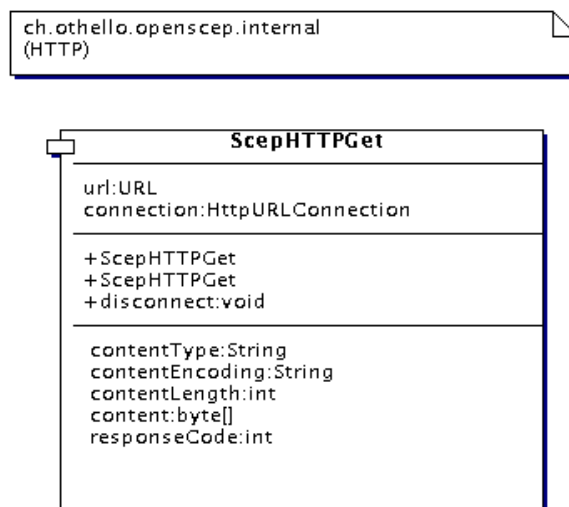 ch.othello.openscep.internal
(HTTP)
ScepHTTPGet
url:URL
connection:HttpURLConnection
+ScepHTTPGet
+ScepHTTPGet
+disconnect:void
contentType:String
contentEncoding:String
contentLength:int
content:byte[]
responseCode:int